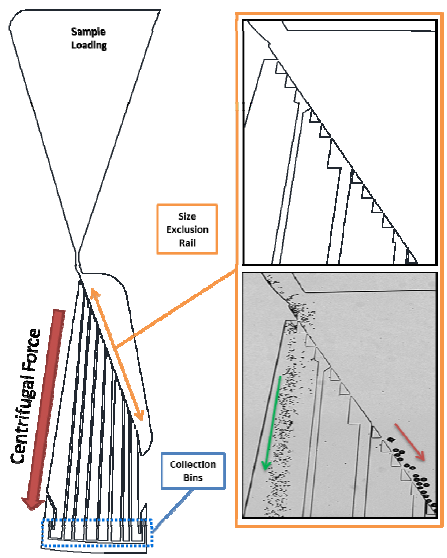 Sample
Loading
Size
Exclusion
Rail
Centrifugal Force
Collection
Bins